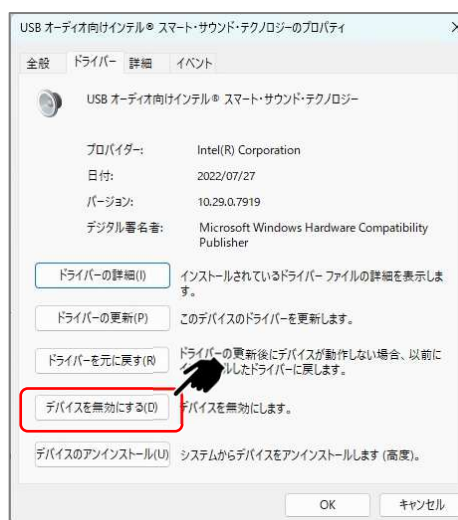 USB オーディオ向けインテル® スマート・サウンド・テクノロジーのプロパティ
全般 ドライバー 詳細 イベント
USB オーディオ向けインテル® スマート・サウンド・テクノロジー
プロバイダー: Intel(R) Corporation
日付: 2022/07/27
バージョン: 10.29.0.7919
デジタル署名者: Microsoft Windows Hardware Compatibility
Publisher
ドライバーの詳細(I) インストールされているドライバー ファイルの詳細を表示しま
す。
ドライバーの更新(P) このデバイスのドライバーを更新します。
ドライバーを元に戻す(R) ドライバーの更新後にデバイスが動作しない場合、以前に
ルしたドライバーに戻します。
デバイスを無効にする(D) デバイスを無効にします。
デバイスのアンインストール(U) システムからデバイスをアンインストールします (高度)。
OK キャンセル